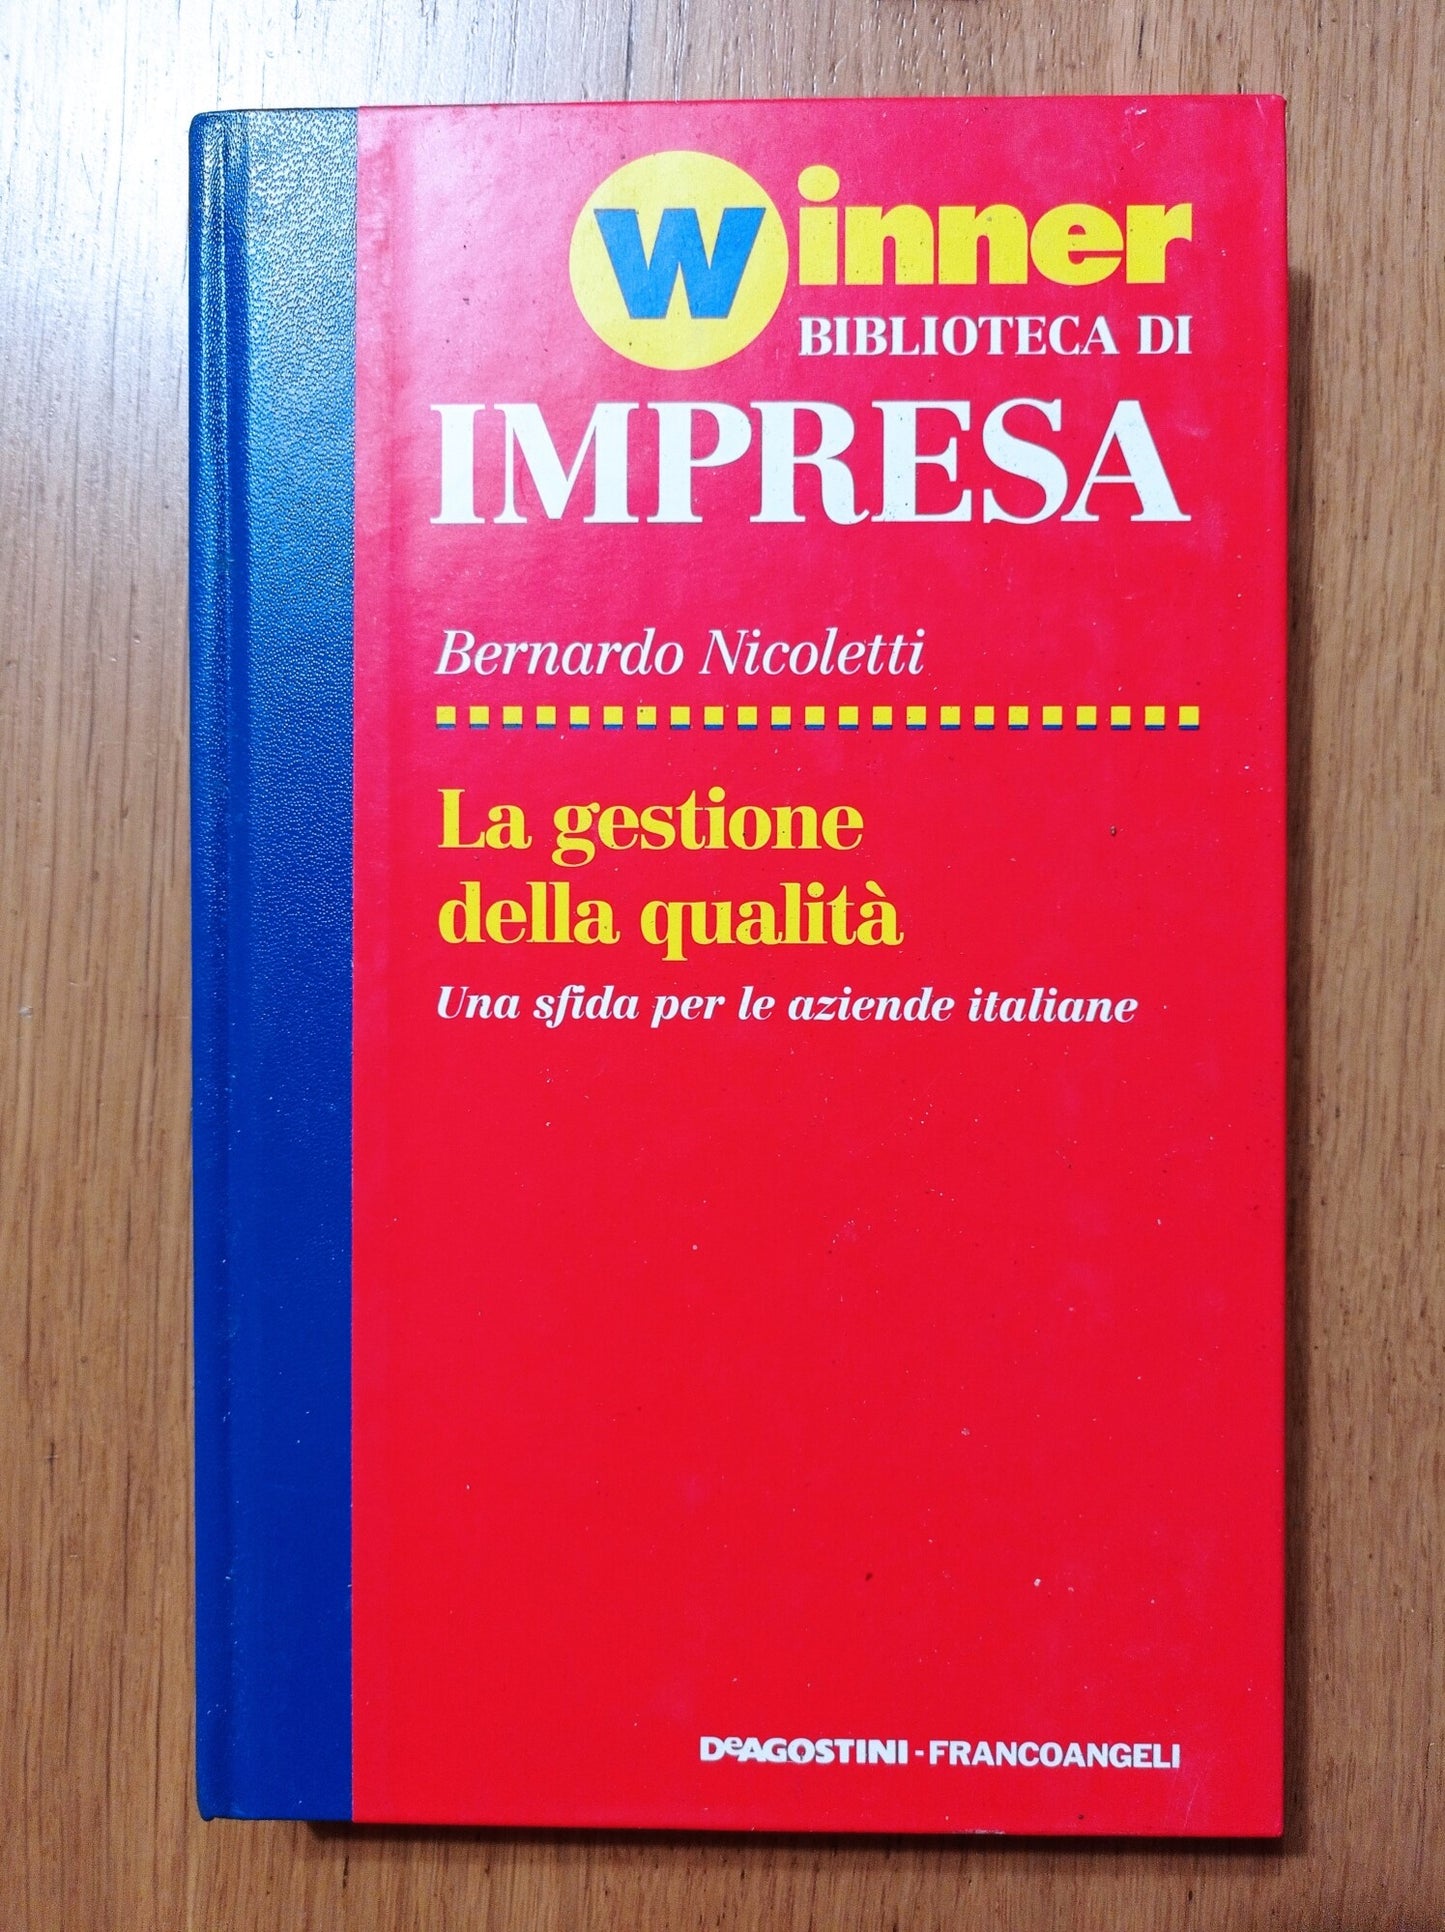 Winner
BIBLIOTECA DI
IMPRESA
Bernardo Nicoletti
La gestione
della qualità
Una sfida per le aziende italiane
DeAGOSTINI - FRANCOANGELI